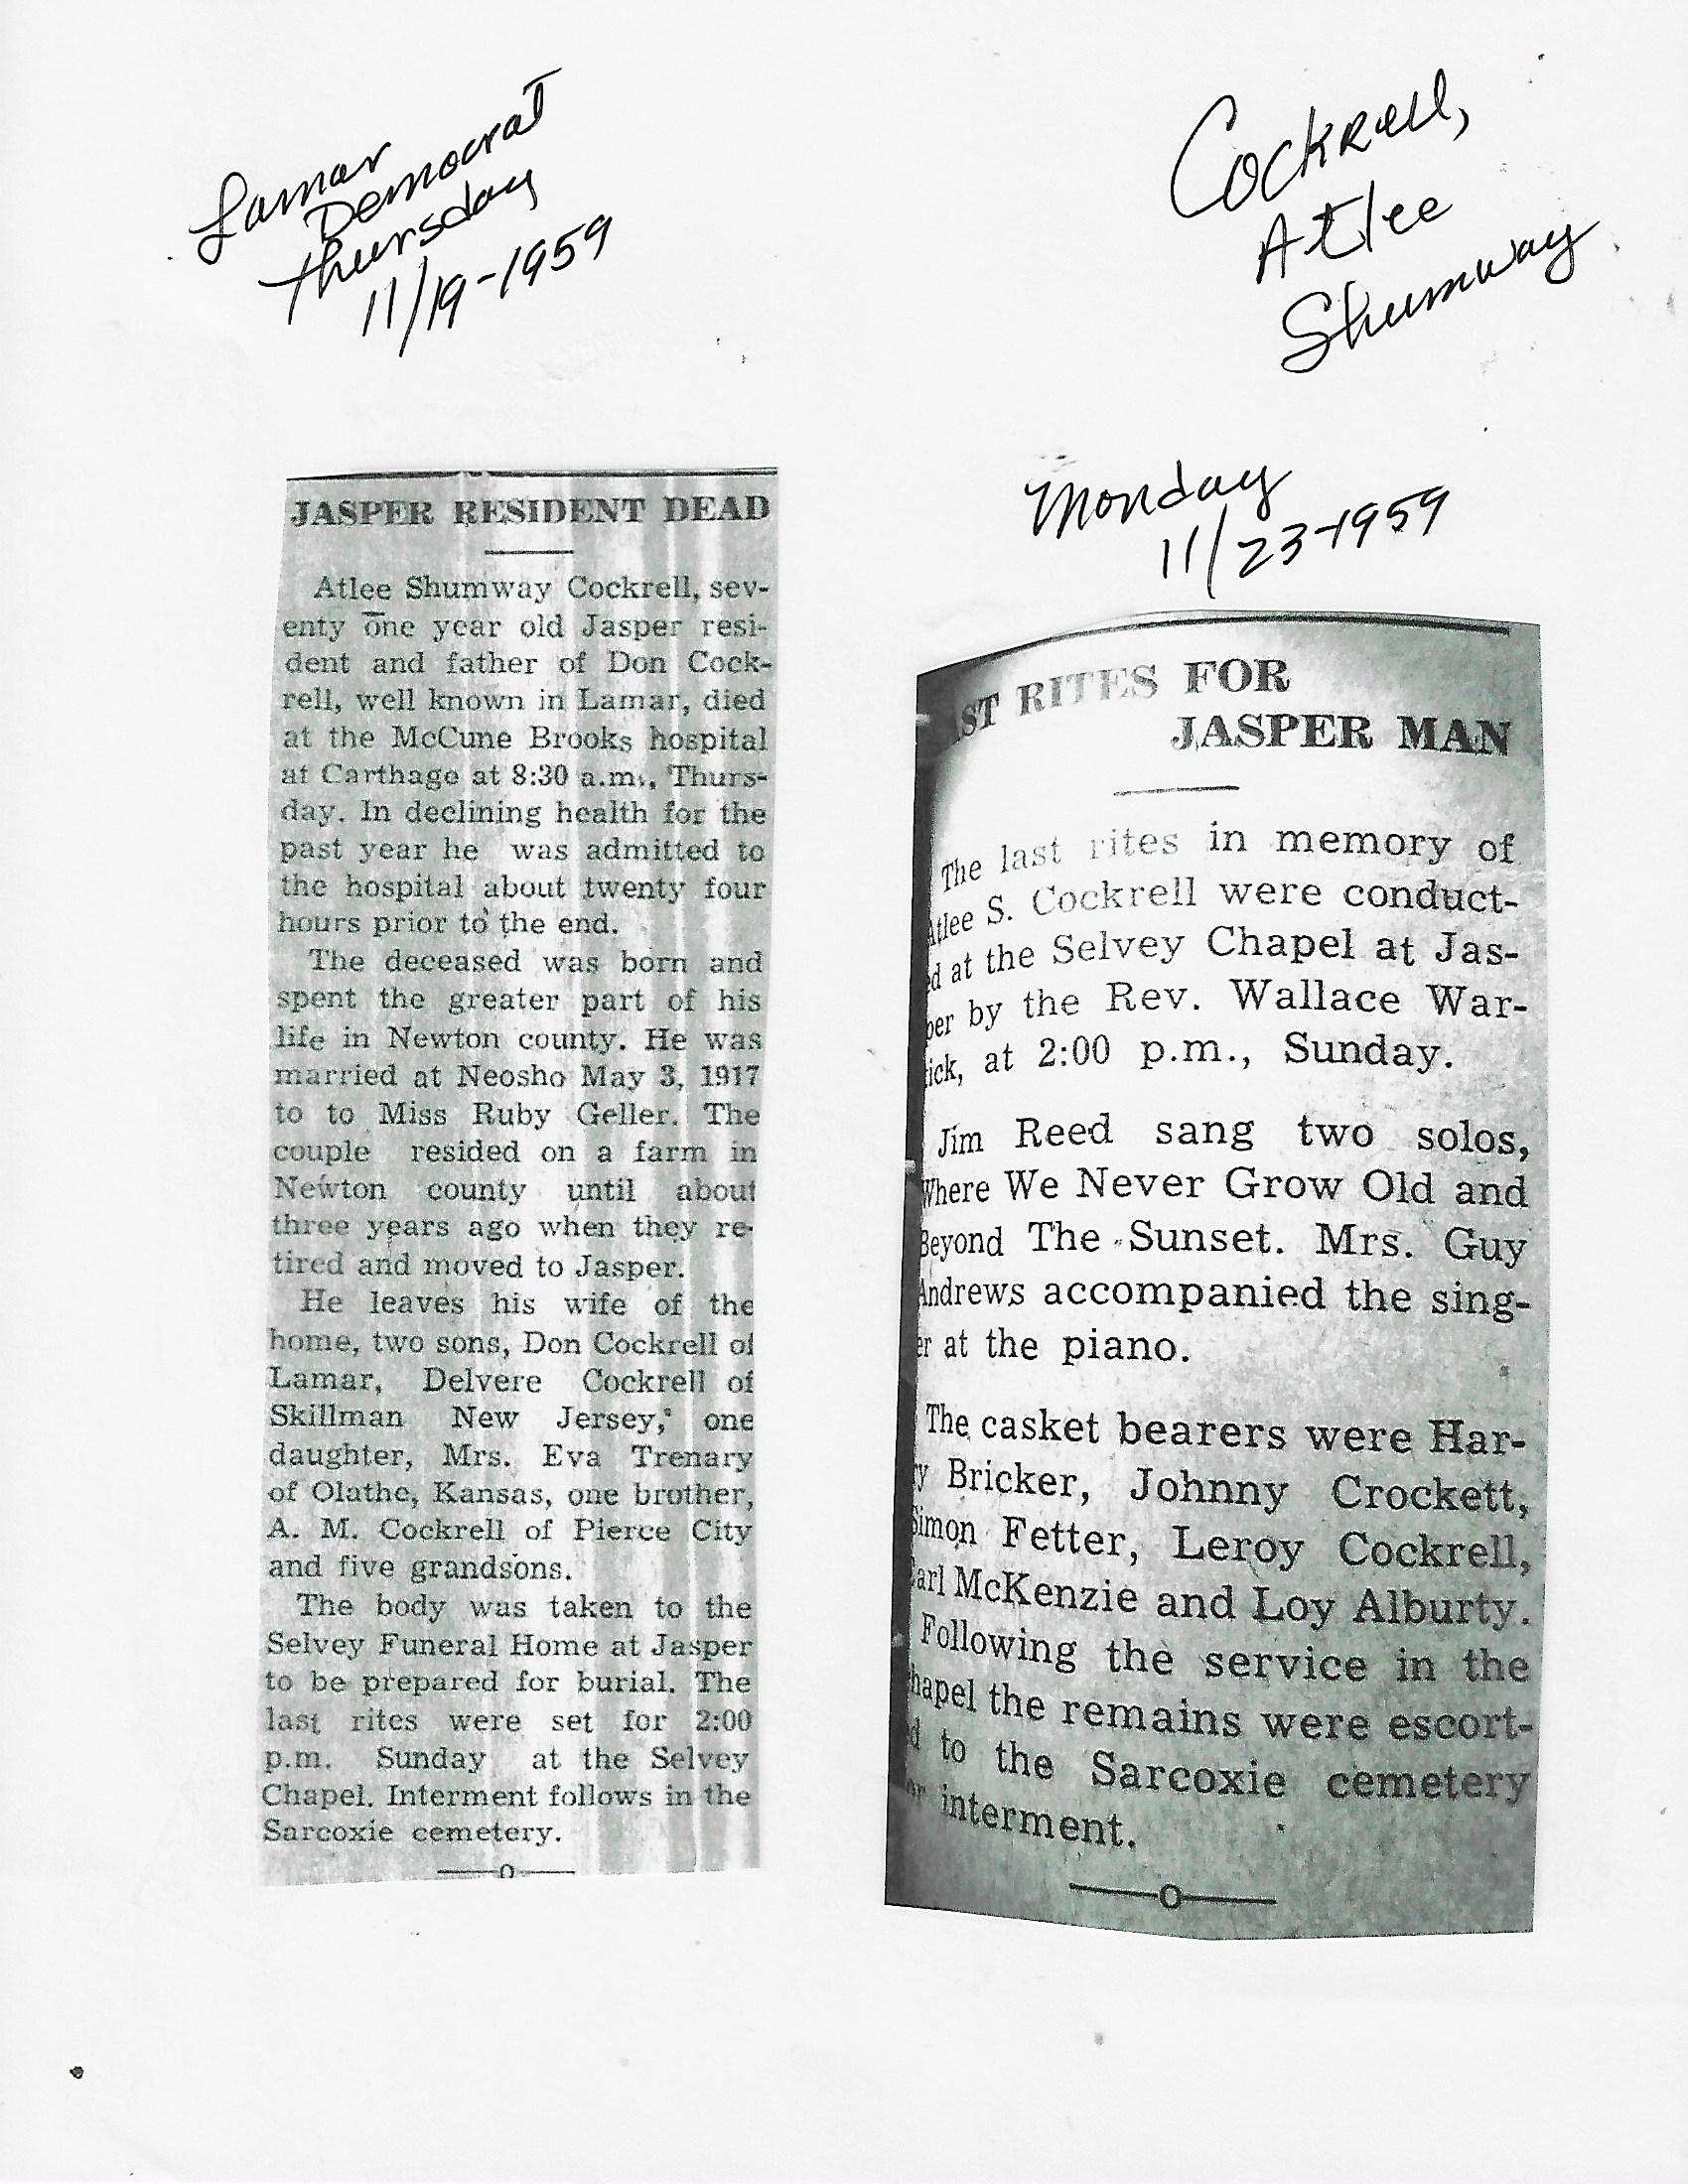 Lamar
Democrat
Thursday
11/19-1959
Cockrell,
Atlee
Shumway
JASPER RESIDENT DEAD
Atlee Shumway Cockrell, sev-
enty one year old Jasper resi-
dent and father of Don Cock-
rell, well known in Lamar, died
at the McCune Brooks hospital
at Carthage at 8:30 a.m., Thurs-
day. In declining health for the
past year he was admitted to
the hospital about twenty four
hours prior to the end.
The deceased was born and
spent the greater part of his
life in Newton county. He was
married at Neosho May 3, 1917
to to Miss Ruby Geller. The
couple resided on a farm in
Newton county until about
three years ago when they re-
tired and moved to Jasper.
He leaves his wife of the
home, two sons, Don Cockrell of
Lamar, Delvere Cockrell of
Skillman New Jersey, one
daughter, Mrs. Eva Trenary
of Olathe, Kansas, one brother,
A. M. Cockrell of Pierce City
and five grandsons.
The body was taken to the
Selvey Funeral Home at Jasper
to be prepared for burial. The
last rites were set for 2:00
p.m. Sunday at the Selvey
Chapel. Interment follows in the
Sarcoxie cemetery.
Monday
11/23-1959
ST RITES FOR
JASPER MAN
The last rites in memory of
Atlee S. Cockrell were conduct-
ed at the Selvey Chapel at Jas-
per by the Rev. Wallace War-
rick, at 2:00 p.m., Sunday.
Jim Reed sang two solos,
Where We Never Grow Old and
Beyond The Sunset. Mrs. Guy
Andrews accompanied the sing-
er at the piano.
The casket bearers were Har-
ry Bricker, Johnny Crockett,
Simon Fetter, Leroy Cockrell,
Carl McKenzie and Loy Alburty.
Following the service in the
chapel the remains were escort-
ed to the Sarcoxie cemetery
for interment.